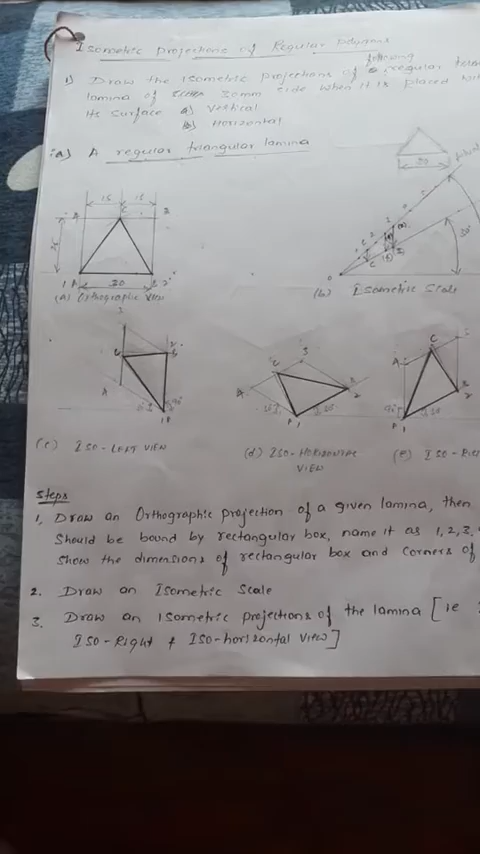 Isometric projections of Regular polygons
following
1) Draw the Isometric projections of regular
lamina of 30mm side when it is placed with
Its surface a) Vertical
b) Horizontal
A regular triangular lamina
30
15 15
30
(A) Orthographic View
(b) Isometric Scale
(c) ISO-LEFT VIEW
(d) ISO-HORIZONTAL
VIEW
(e) ISO-
Steps
1, Draw an Orthographic projection of a given lamina, then
Should be bound by rectangular box, name it as 1,2,3,
Show the dimensions of rectangular box and corners of
2. Draw an Isometric Scale
3. Draw an Isometric projections of the lamina [ie
ISO-Right + ISO-horizontal view]